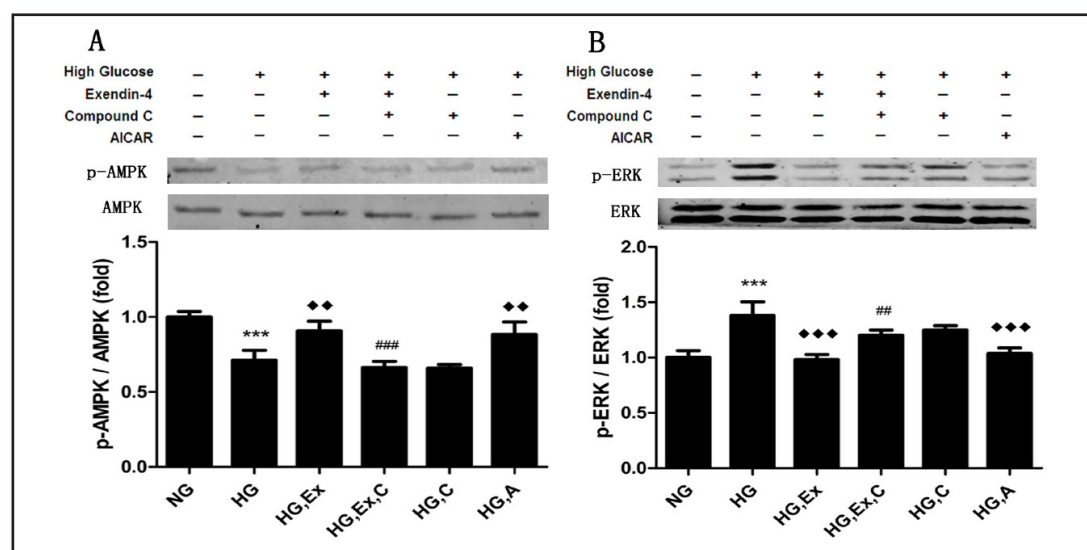 A
High Glucose – + + + + +
Exendin-4 – – + + – –
Compound C – – – + + –
AICAR – – – – – +
p-AMPK
AMPK
p-AMPK / AMPK (fold)
1.5
1.0
0.5
0.0
***
◆◆
###
◆◆
NG HG HG,Ex HG,Ex,C HG,C HG,A
B
High Glucose – + + + + +
Exendin-4 – – + + – –
Compound C – – – + + –
AICAR – – – – – +
p-ERK
ERK
p-ERK / ERK (fold)
2.0
1.5
1.0
0.5
0.0
***
◆◆◆
##
◆◆◆
NG HG HG,Ex HG,Ex,C HG,C HG,A